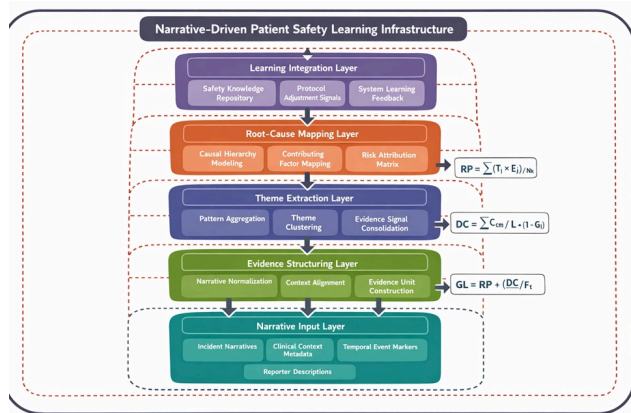 Narrative-Driven Patient Safety Learning Infrastructure
Learning Integration Layer
Safety Knowledge
Repository
Protocol
Adjustment Signals
System Learning
Feedback
Root-Cause Mapping Layer
Causal Hierarchy
Modeling
Contributing
Factor Mapping
Risk Attribution
Matrix
RP = ∑(Tᵢ × Eⱼ)/Nₖ
Theme Extraction Layer
Pattern Aggregation
Theme
Clustering
Evidence Signal
Consolidation
DC = ∑Cₘ / L • (1-Gᵢ)
Evidence Structuring Layer
Narrative Normalization
Context Alignment
Evidence Unit
Construction
GL = RP + (DC/Fₜ
Narrative Input Layer
Incident Narratives
Clinical Context
Metadata
Temporal Event Markers
Reporter Descriptions